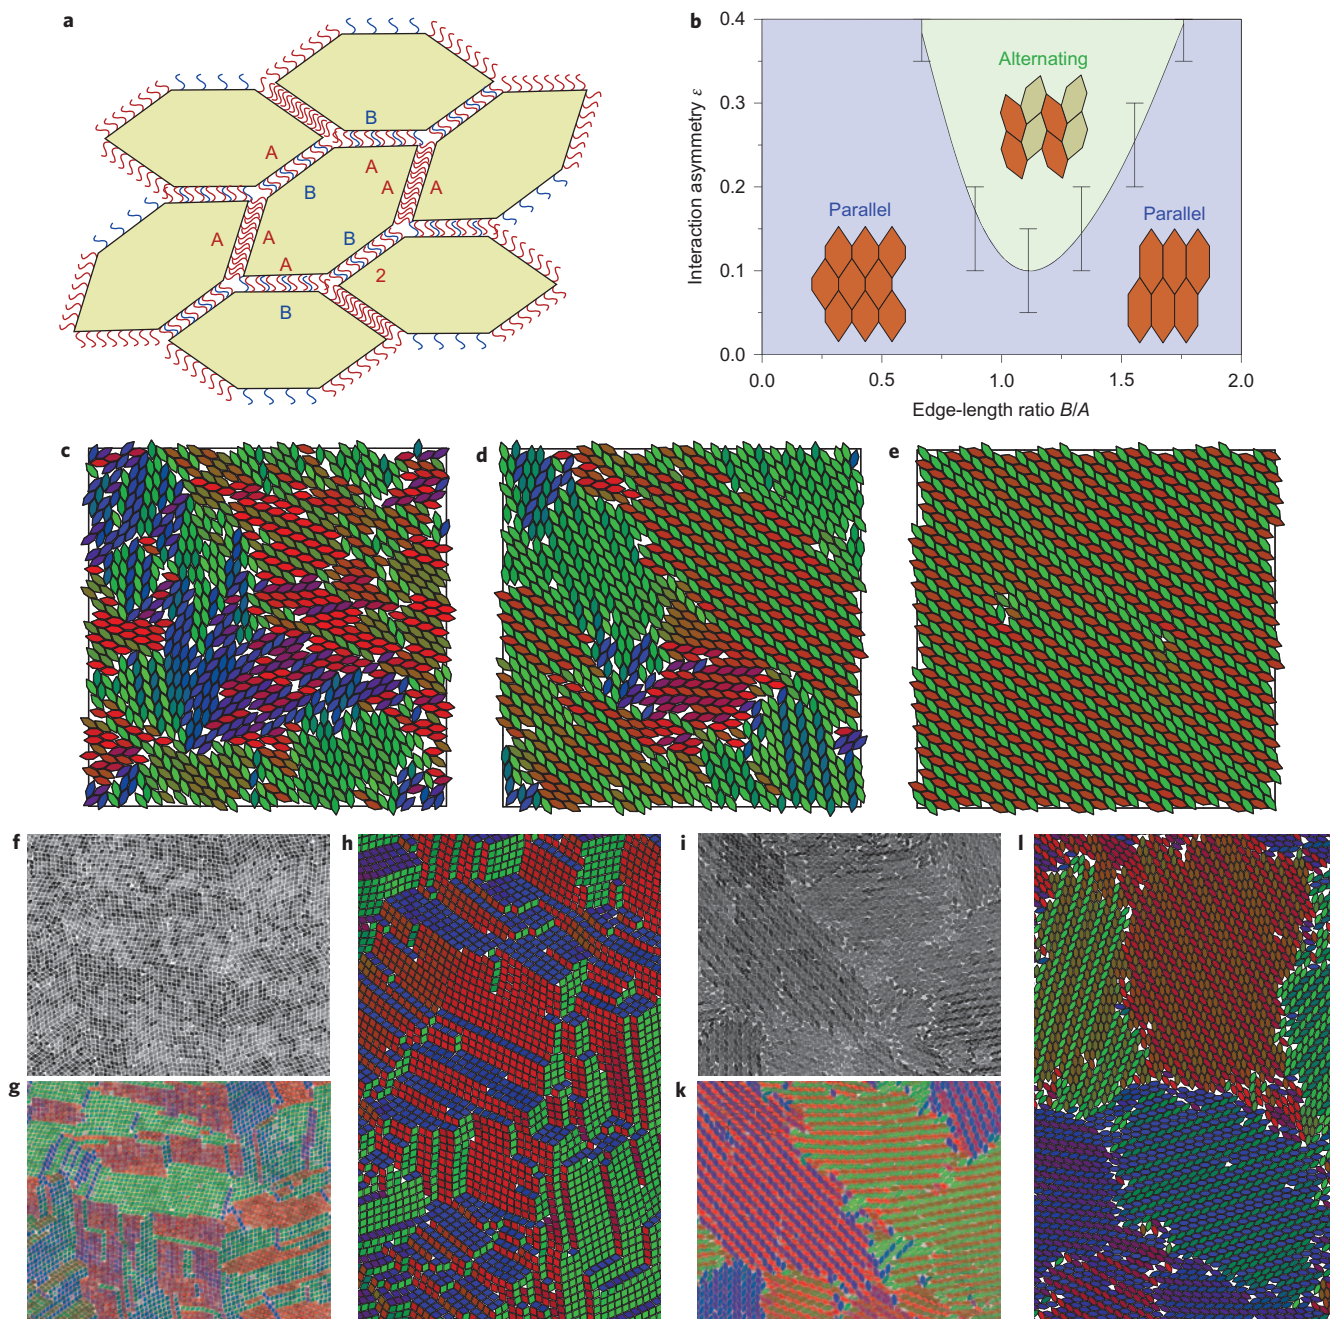 a
B
A
A
A
A
B
B
A
A
A
2
B
b
Interaction asymmetry ε
0.4
0.3
0.2
0.1
0.0
Alternating
Parallel
Parallel
0.0
0.5
1.0
1.5
2.0
Edge-length ratio B/A
c
d
e
f
h
i
l
g
k